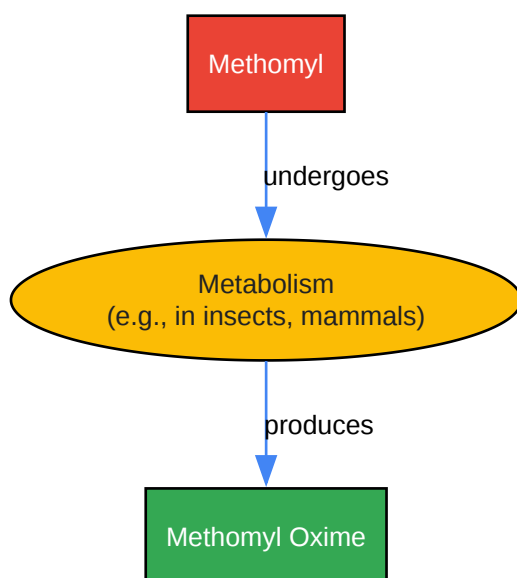 Methomyl
undergoes
Metabolism
(e.g., in insects, mammals)
produces
Methomyl Oxime